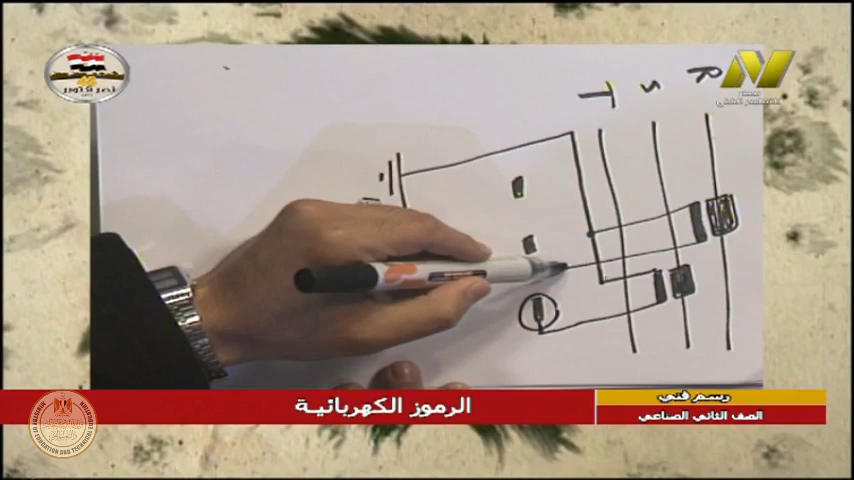 R
S
T
رسم فني
الصف الثاني الصناعي
الرموز الكهربائية